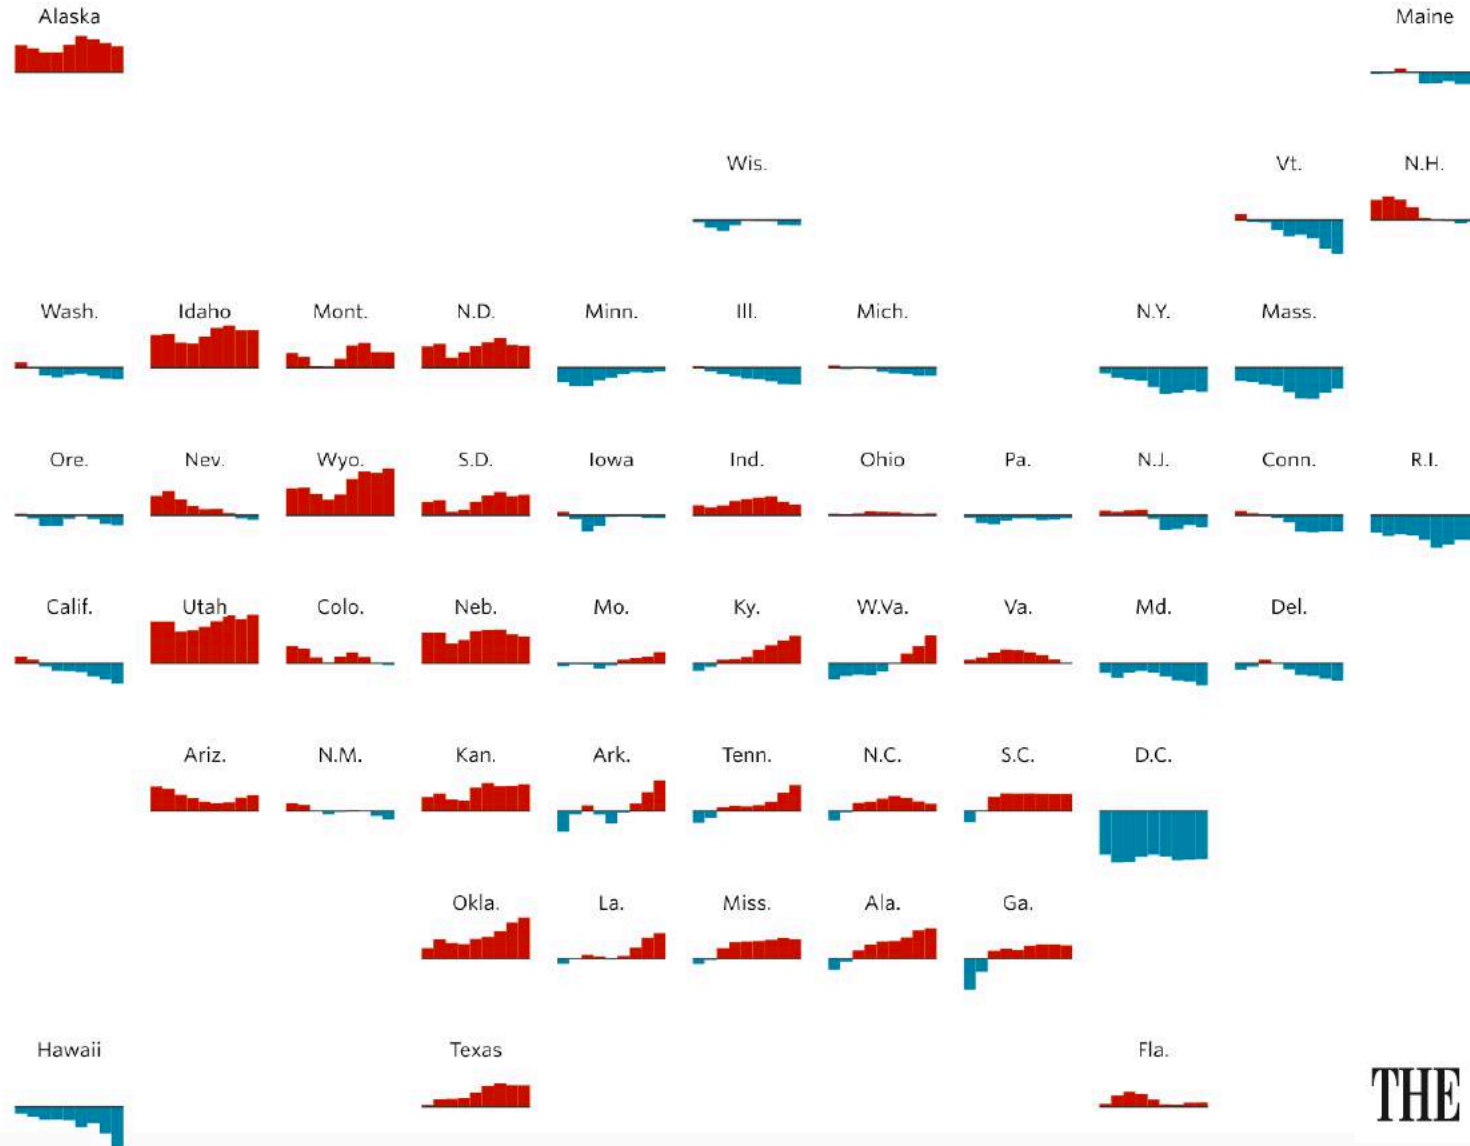 Alaska Maine
Wis. Vt. N.H.
Wash. Idaho Mont. N.D. Minn. Ill. Mich. N.Y. Mass.
Ore. Nev. Wyo. S.D. Iowa Ind. Ohio Pa. N.J. Conn. R.I.
Calif. Utah Colo. Neb. Mo. Ky. W.Va. Va. Md. Del.
Ariz. N.M. Kan. Ark. Tenn. N.C. S.C. D.C.
Okla. La. Miss. Ala. Ga.
Hawaii Texas Fla.
THE